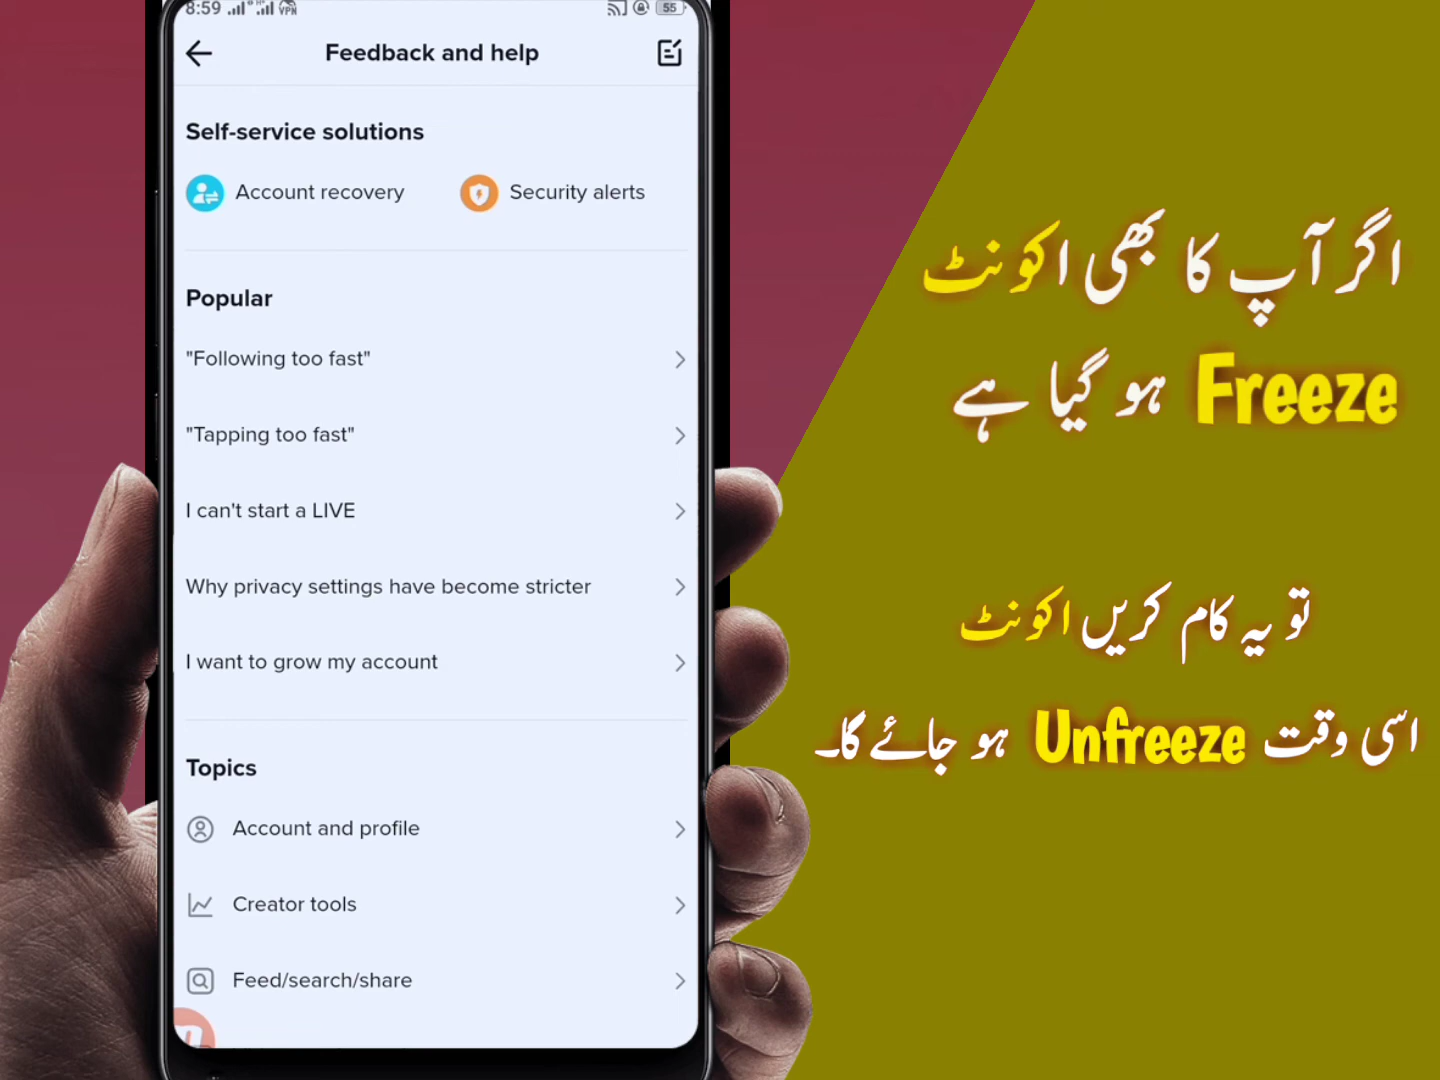 8:59
VPN
55
Feedback and help
Self-service solutions
Account recovery
Security alerts
Popular
"Following too fast"
"Tapping too fast"
I can't start a LIVE
Why privacy settings have become stricter
I want to grow my account
Topics
Account and profile
Creator tools
Feed/search/share
اگر آپ کا بھی اکونٹ
Freeze ہو گیا ہے
تو یہ کام کریں اکونٹ
اسی وقت Unfreeze ہو جائے گا۔